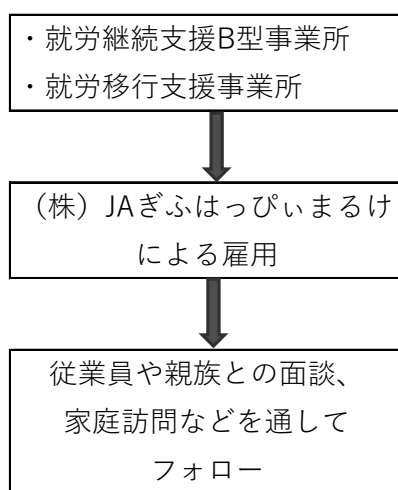 ・就労継続支援B型事業所
・就労移行支援事業所
（株）JAぎふはっぴぃまるけ
による雇用
従業員や親族との面談、
家庭訪問などを通して
フォロー